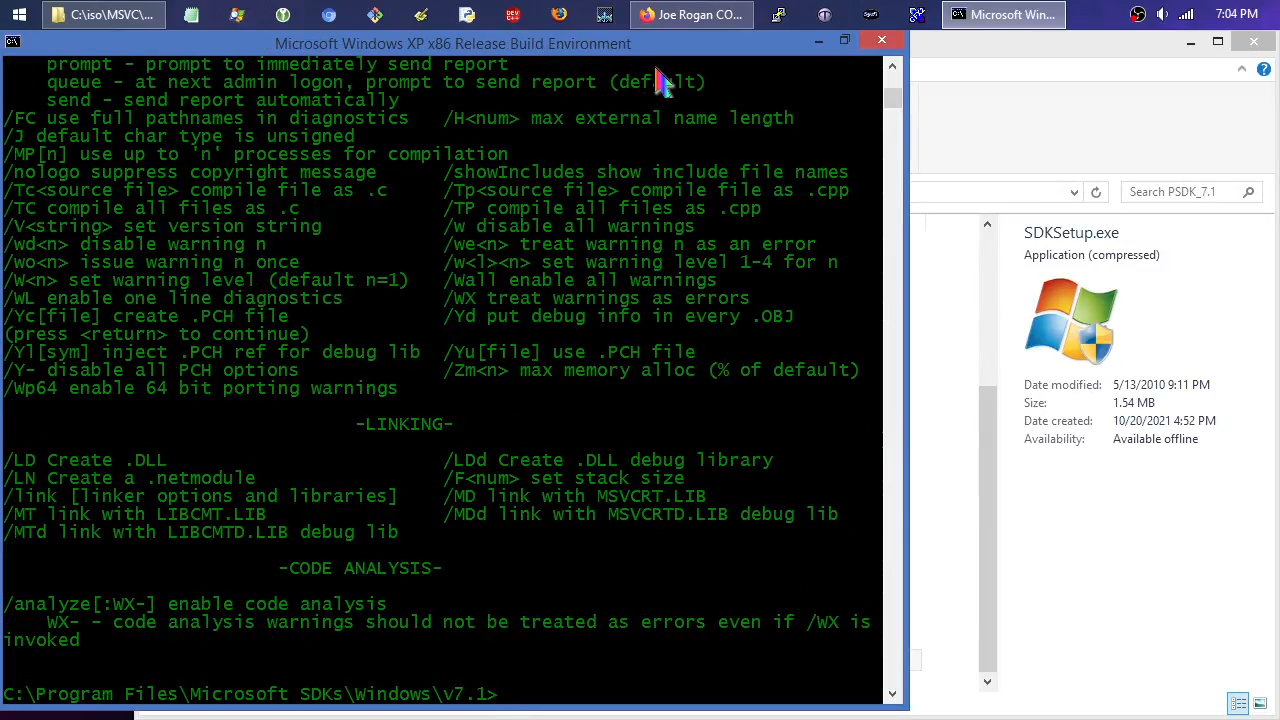 C:\iso\MSVC\...
Joe Rogan CO...
Microsoft Win...
7:04 PM
Microsoft Windows XP x86 Release Build Environment
prompt - prompt to immediately send report
queue - at next admin logon, prompt to send report (default)
send - send report automatically
/FC use full pathnames in diagnostics /H<num> max external name length
/J default char type is unsigned
/MP[n] use up to 'n' processes for compilation
/nologo suppress copyright message /showIncludes show include file names
/Tc<source file> compile file as .c /Tp<source file> compile file as .cpp
/TC compile all files as .c /TP compile all files as .cpp
/V<string> set version string /w disable all warnings
/wd<n> disable warning n /we<n> treat warning n as an error
/wo<n> issue warning n once /w<l><n> set warning level 1-4 for n
/W<n> set warning level (default n=1) /Wall enable all warnings
/WL enable one line diagnostics /WX treat warnings as errors
/Yc[file] create .PCH file /Yd put debug info in every .OBJ
(press <return> to continue)
/Yl[sym] inject .PCH ref for debug lib /Yu[file] use .PCH file
/Y- disable all PCH options /Zm<n> max memory alloc (% of default)
/Wp64 enable 64 bit porting warnings
-LINKING-
/LD Create .DLL /LDd Create .DLL debug library
/LN Create a .netmodule /F<num> set stack size
/link [linker options and libraries] /MD link with MSVCRT.LIB
/MT link with LIBCMT.LIB /MDd link with MSVCRTD.LIB debug lib
/MTd link with LIBCMTD.LIB debug lib
-CODE ANALYSIS-
/analyze[:WX-] enable code analysis
WX- - code analysis warnings should not be treated as errors even if /WX is
invoked
C:\Program Files\Microsoft SDKs\Windows\v7.1>
Search PSDK_7.1
SDKSetup.exe
Application (compressed)
Date modified: 5/13/2010 9:11 PM
Size: 1.54 MB
Date created: 10/20/2021 4:52 PM
Availability: Available offline